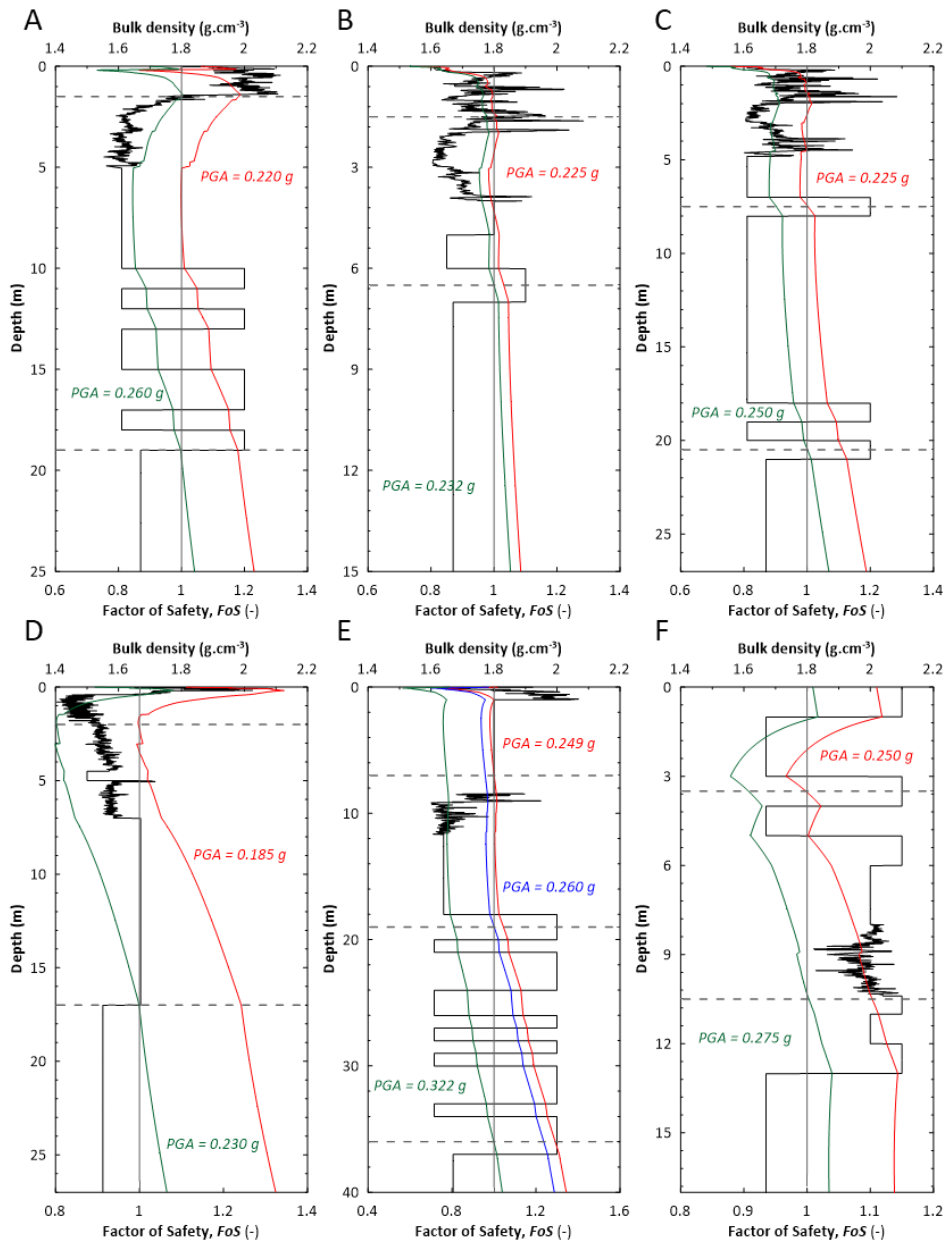 A
Bulk density (g.cm-3)
1.4 1.6 1.8 2 2.2
0
5
10
15
20
25
Depth (m)
PGA = 0.220 g
PGA = 0.260 g
0.6 0.8 1 1.2 1.4
Factor of Safety, FoS (-)
B
Bulk density (g.cm-3)
1.4 1.6 1.8 2 2.2
0
3
6
9
12
15
Depth (m)
PGA = 0.225 g
PGA = 0.232 g
0.6 0.8 1 1.2 1.4
Factor of Safety, FoS (-)
C
Bulk density (g.cm-3)
1.4 1.6 1.8 2 2.2
0
5
10
15
20
25
Depth (m)
PGA = 0.225 g
PGA = 0.250 g
0.6 0.8 1 1.2 1.4
Factor of Safety, FoS (-)
D
Bulk density (g.cm-3)
1.4 1.6 1.8 2 2.2
0
5
10
15
20
25
Depth (m)
PGA = 0.185 g
PGA = 0.230 g
0.8 1 1.2 1.4
Factor of Safety, FoS (-)
E
Bulk density (g.cm-3)
1.4 1.6 1.8 2 2.2
0
10
20
30
40
Depth (m)
PGA = 0.249 g
PGA = 0.260 g
PGA = 0.322 g
0.4 0.6 0.8 1 1.2 1.4 1.6
Factor of Safety, FoS (-)
F
Bulk density (g.cm-3)
1.6 1.7 1.8 1.9 2 2.1 2.2
0
3
6
9
12
15
Depth (m)
PGA = 0.250 g
PGA = 0.275 g
0.8 0.9 1 1.1 1.2
Factor of Safety, FoS (-)